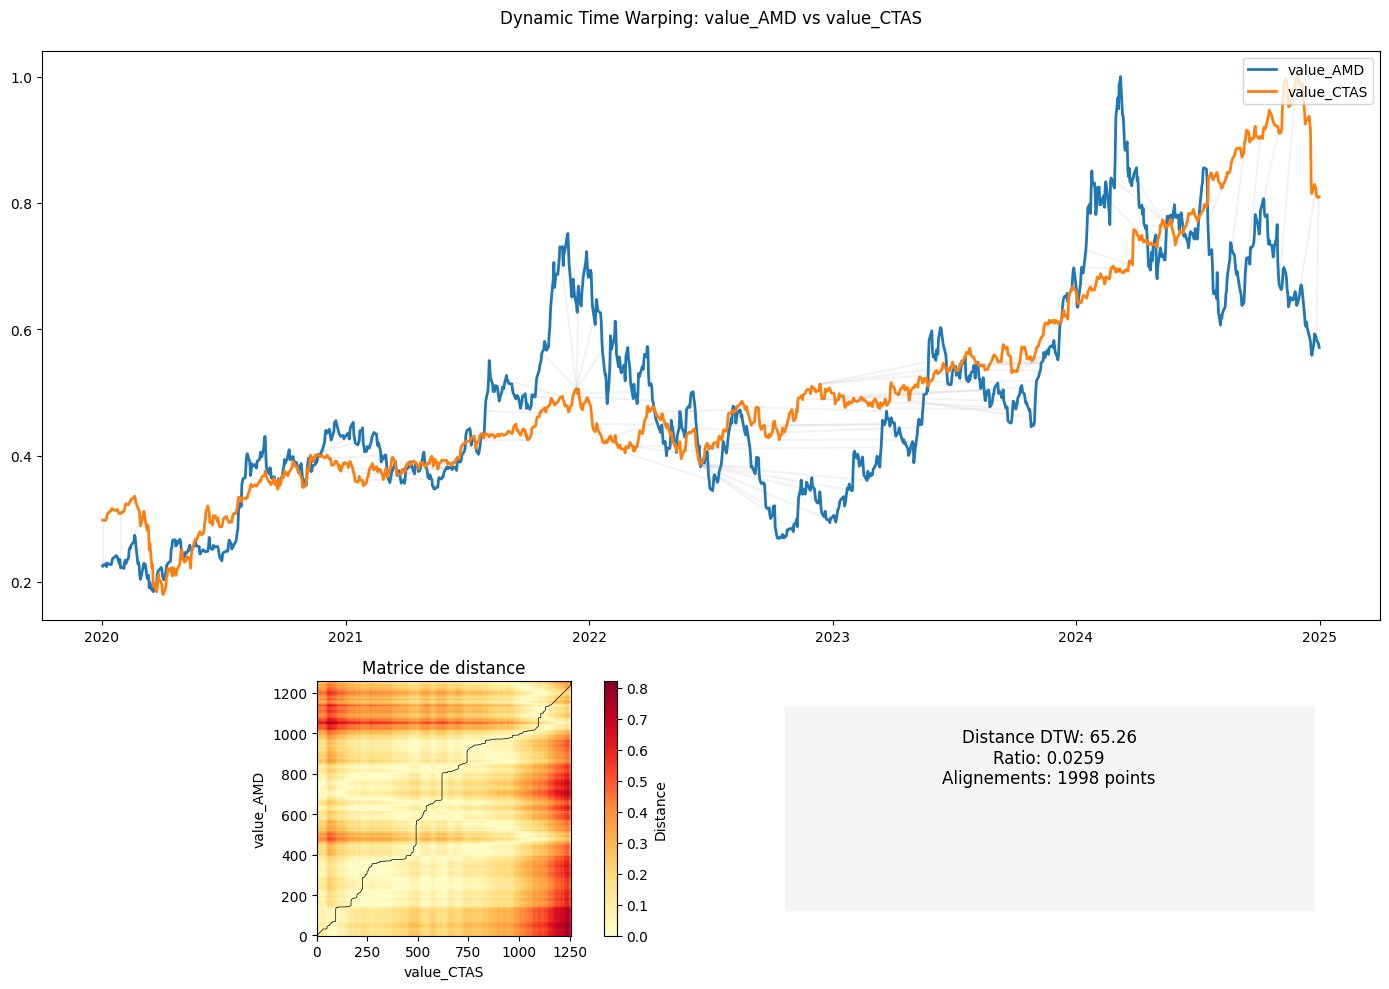 Dynamic Time Warping: value_AMD vs value_CTAS
value_AMD
value_CTAS
1.0
0.8
0.6
0.4
0.2
2020 2021 2022 2023 2024 2025
Matrice de distance
value_AMD
1200
1000
800
600
400
200
0
0 250 500 750 1000 1250
value_CTAS
0.8
0.7
0.6
0.5
0.4
0.3
0.2
0.1
0.0
Distance
Distance DTW: 65.26
Ratio: 0.0259
Alignements: 1998 points